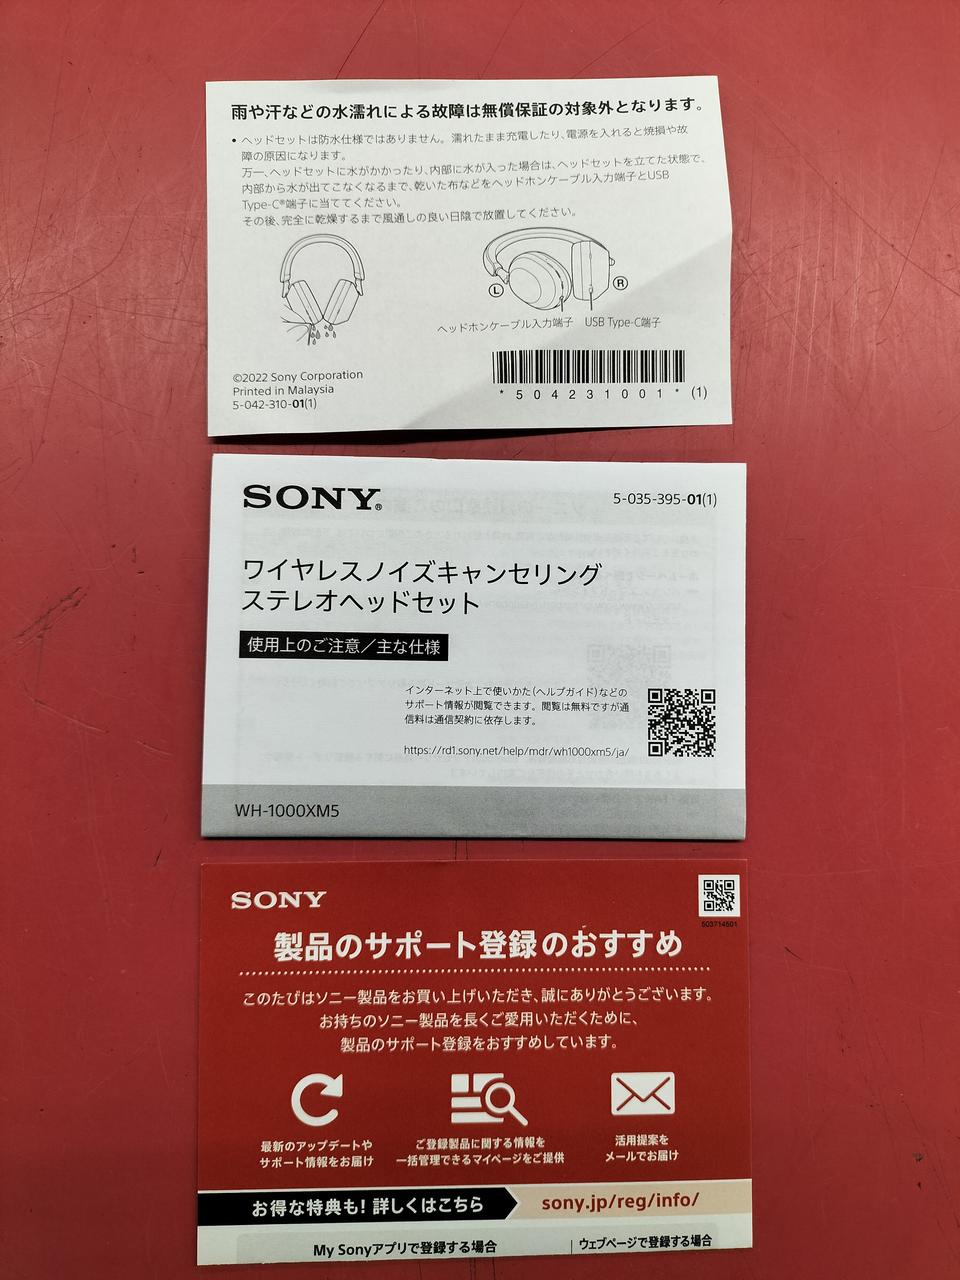 雨や汗などの水濡れによる故障は無償保証の対象外となります。
• ヘッドセットは防水仕様ではありません。濡れたまま充電したり、電源を入れると焼損や故
障の原因になります。
万一、ヘッドセットに水がかかったり、内部に水が入った場合は、ヘッドセットを立てた状態で、
内部から水が出てこなくなるまで、乾いた布などをヘッドホンケーブル入力端子とUSB
Type-C®端子に当ててください。
その後、完全に乾燥するまで風通しの良い日陰で放置してください。
L
R
ヘッドホンケーブル入力端子 USB Type-C端子
©2022 Sony Corporation
Printed in Malaysia
5-042-310-01(1)
* 5 0 4 2 3 1 0 0 1 * (1)
SONY®
5-035-395-01(1)
ワイヤレスノイズキャンセリング
ステレオヘッドセット
使用上のご注意／主な仕様
インターネット上で使いかた(ヘルプガイド)などの
サポート情報が閲覧できます。閲覧は無料ですが通
信料は通信契約に依存します。
https://rd1.sony.net/help/mdr/wh1000xm5/ja/
WH-1000XM5
SONY
503714501
製品のサポート登録のおすすめ
このたびはソニー製品をお買い上げいただき、誠にありがとうございます。
お持ちのソニー製品を長くご愛用いただくために、
製品のサポート登録をおすすめしています。
最新のアップデートや
サポート情報をお届け
ご登録製品に関する情報を
一括管理できるマイページをご提供
活用提案を
メールでお届け
お得な特典も! 詳しくはこちら
sony.jp/reg/info/
My Sonyアプリで登録する場合
ウェブページで登録する場合